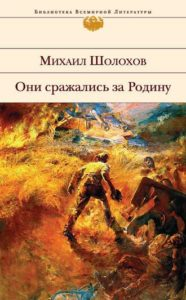 Библиотека Всемирной Литературы
Михаил Шолохов
Они сражались за Родину